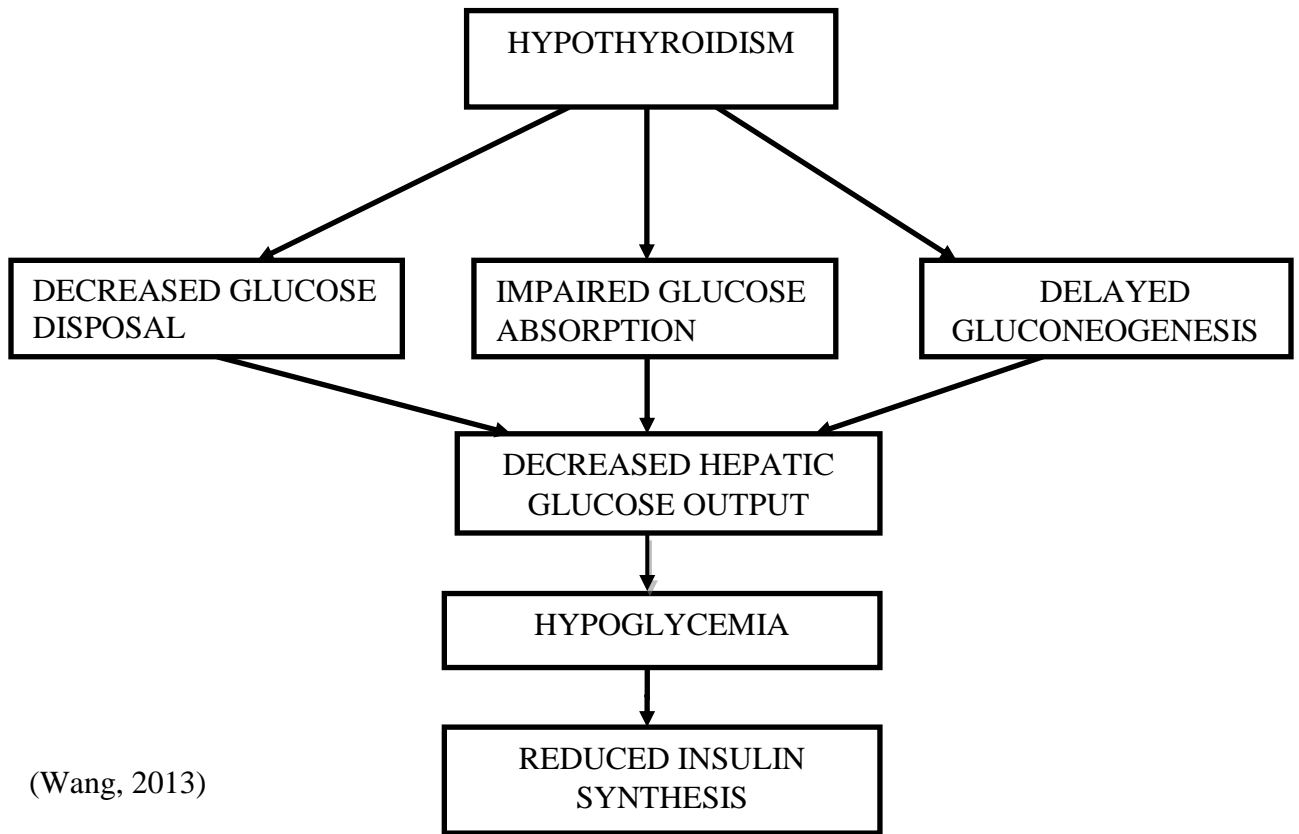 HYPOTHYROIDISM
DECREASED GLUCOSE
DISPOSAL
IMPAIRED GLUCOSE
ABSORPTION
DELAYED
GLUCONEOGENESIS
DECREASED HEPATIC
GLUCOSE OUTPUT
HYPOGLYCEMIA
REDUCED INSULIN
SYNTHESIS
(Wang, 2013)